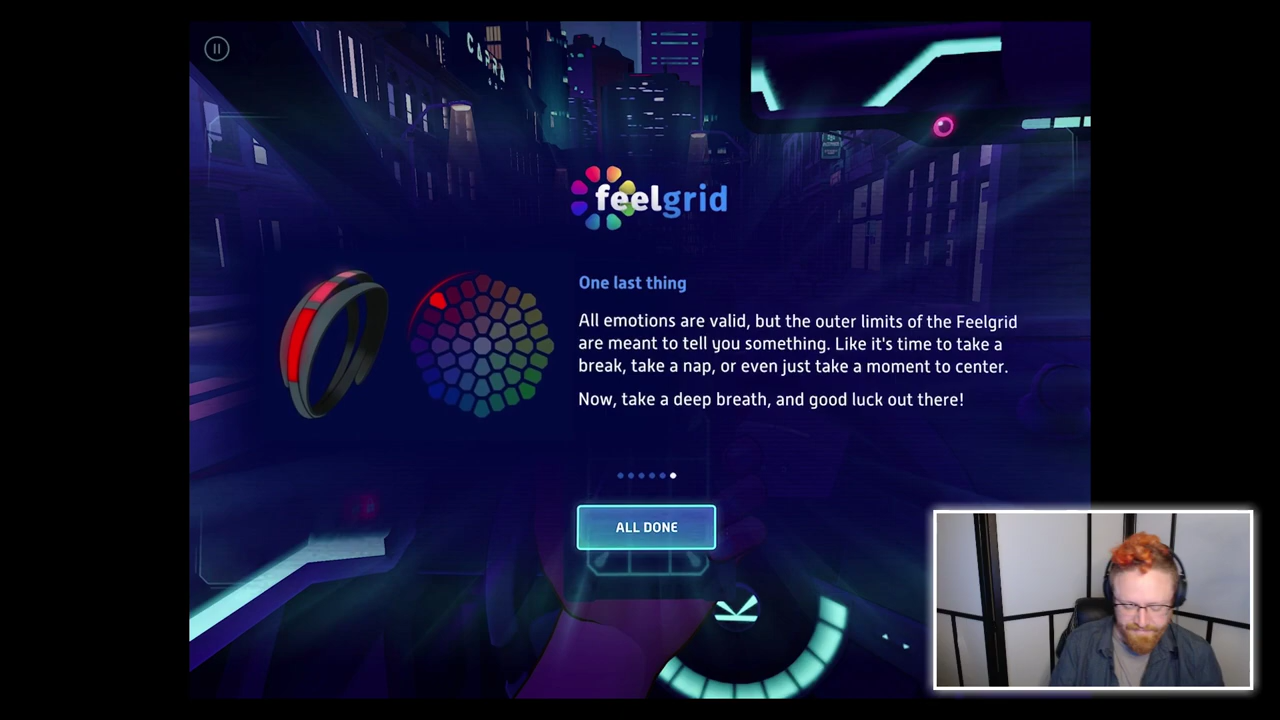 CABRA
feelgrid
One last thing
All emotions are valid, but the outer limits of the Feelgrid
are meant to tell you something. Like it's time to take a
break, take a nap, or even just take a moment to center.
Now, take a deep breath, and good luck out there!
ALL DONE